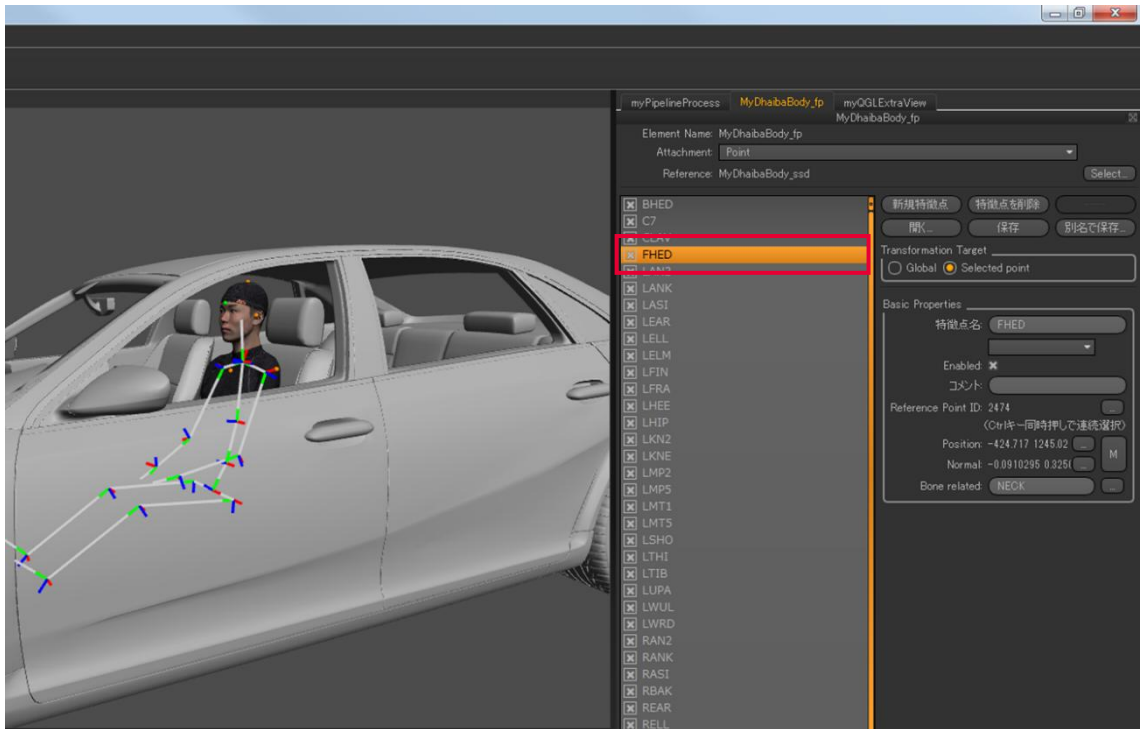 myPipelineProcess MyDhaibaBody_fp myQGLExtraView
MyDhaibaBody_fp
Element Name: MyDhaibaBody_fp
Attachment: Point
Reference: MyDhaibaBody_ssd Select...
BHED
C7
CLAV
FHED
LAN2
LANK
LASI
LEAR
LELL
LELM
LFIN
LFRA
LHEE
LHIP
LKN2
LKNE
LMP2
LMP5
LMT1
LMT5
LSHO
LTHI
LTIB
LUPA
LWUL
LWRD
RAN2
RANK
RASI
RBAK
REAR
RELL
新規特徴点 特徴点を削除
開く... 保存 別名で保存...
Transformation Target
Global Selected point
Basic Properties
特徴点名: FHED
Enabled:
コメント:
Reference Point ID: 2474 ...
(Ctrlキー同時押しで連続選択)
Position: -424.717 1245.02 ...
M
Normal: -0.0910295 0.325( ...
Bone related: NECK ...